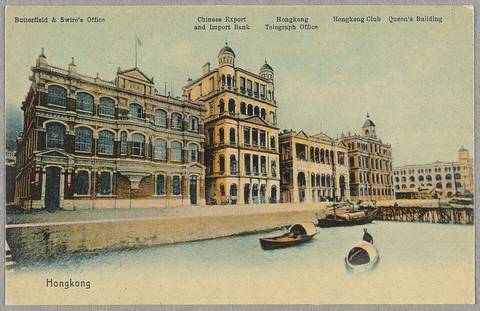 Butterfield & Swire's Office
Chinese Export
and Import Bank
Hongkong
Telegraph Office
Hongkong Club
Queen's Building
Hongkong